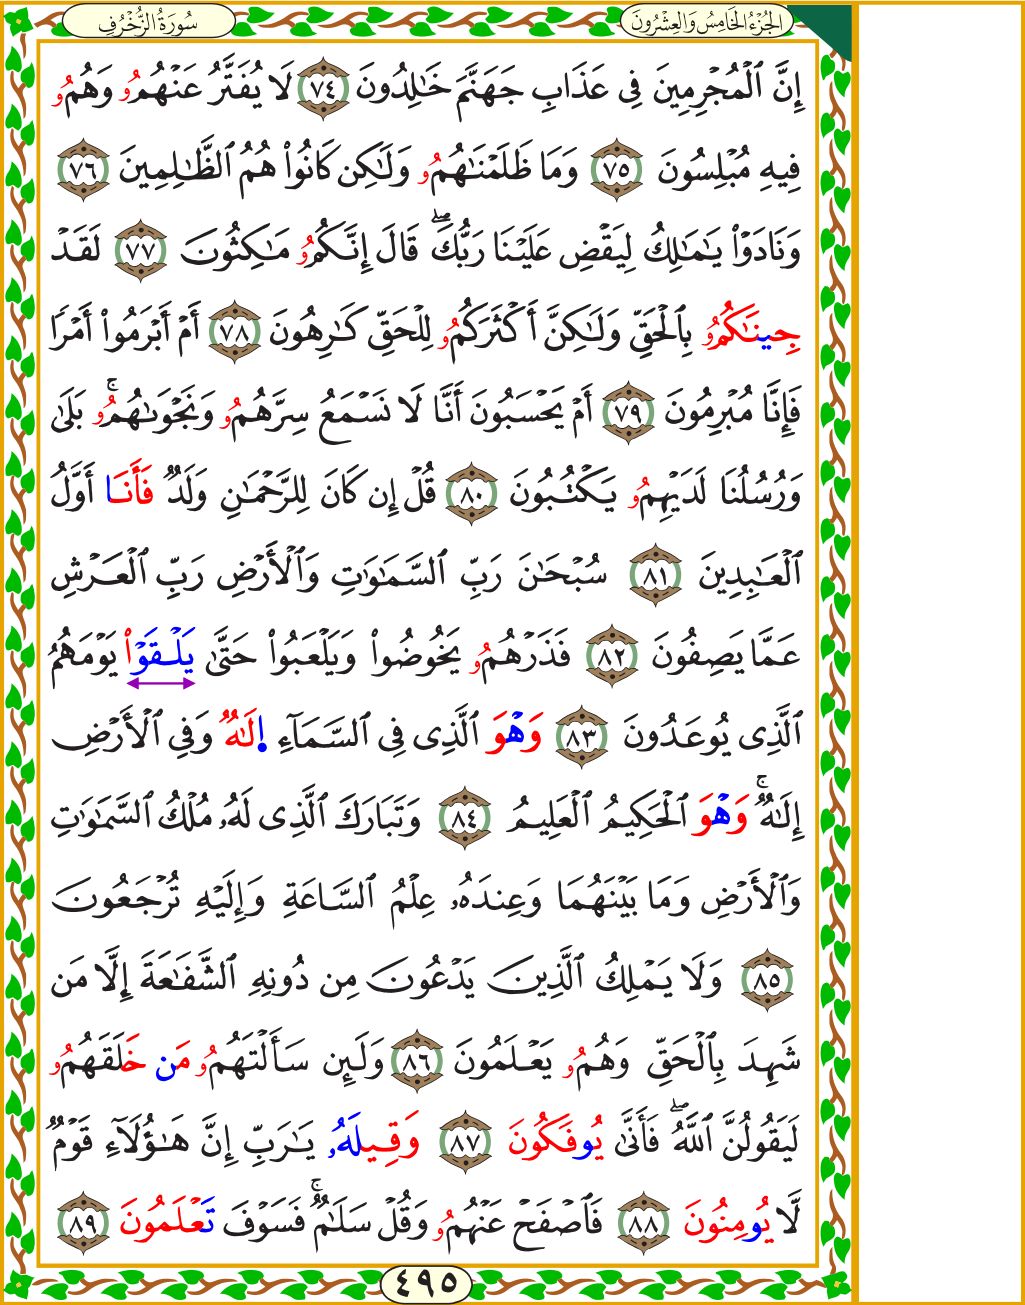 الجُزْءُ الخَامِسُ وَالعِشْرُونَ
سُورَةُ الزُّخْرُفِ
إِنَّ ٱلْمُجْرِمِينَ فِى عَذَابِ جَهَنَّمَ خَٰلِدُونَ ٧٤ لَا يُفَتَّرُ عَنْهُمُۥ وَهُمُۥ
فِيهِ مُبْلِسُونَ ٧٥ وَمَا ظَلَمْنَٰهُمُۥ وَلَٰكِن كَانُوا۟ هُمُ ٱلظَّٰلِمِينَ ٧٦
وَنَادَوْا۟ يَٰمَٰلِكُ لِيَقْضِ عَلَيْنَا رَبُّكَۖ قَالَ إِنَّكُمُۥ مَٰكِثُونَ ٧٧ لَقَدْ
جِينَٰكُمُۥ بِٱلْحَقِّ وَلَٰكِنَّ أَكْثَرَكُمُۥ لِلْحَقِّ كَٰرِهُونَ ٧٨ أَمْ أَبْرَمُوا۟ أَمْرًا
فَإِنَّا مُبْرِمُونَ ٧٩ أَمْ يَحْسَبُونَ أَنَّا لَا نَسْمَعُ سِرَّهُمُۥ وَنَجْوَىٰهُمُۥۚ بَلَىٰ
وَرُسُلُنَا لَدَيْهِمُۥ يَكْتُبُونَ ٨٠ قُلْ إِن كَانَ لِلرَّحْمَٰنِ وَلَدٌ فَأَنَا أَوَّلُ
ٱلْعَٰبِدِينَ ٨١ سُبْحَٰنَ رَبِّ ٱلسَّمَٰوَٰتِ وَٱلْأَرْضِ رَبِّ ٱلْعَرْشِ
عَمَّا يَصِفُونَ ٨٢ فَذَرْهُمُۥ يَخُوضُوا۟ وَيَلْعَبُوا۟ حَتَّىٰ يَلْقَوْا۟ يَوْمَهُمُ
ٱلَّذِى يُوعَدُونَ ٨٣ وَهْوَ ٱلَّذِى فِى ٱلسَّمَآءِ إِلَٰهٌ وَفِى ٱلْأَرْضِ
إِلَٰهٌۚ وَهْوَ ٱلْحَكِيمُ ٱلْعَلِيمُ ٨٤ وَتَبَارَكَ ٱلَّذِى لَهُۥ مُلْكُ ٱلسَّمَٰوَٰتِ
وَٱلْأَرْضِ وَمَا بَيْنَهُمَا وَعِندَهُۥ عِلْمُ ٱلسَّاعَةِ وَإِلَيْهِ تُرْجَعُونَ
٨٥ وَلَا يَمْلِكُ ٱلَّذِينَ يَدْعُونَ مِن دُونِهِ ٱلشَّفَٰعَةَ إِلَّا مَن
شَهِدَ بِٱلْحَقِّ وَهُمُۥ يَعْلَمُونَ ٨٦ وَلَئِن سَأَلْتَهُمُۥ مَن خَلَقَهُمُۥ
لَيَقُولُنَّ ٱللَّهُۖ فَأَنَّىٰ يُوفَكُونَ ٨٧ وَقِيلَهُۥ يَٰرَبِّ إِنَّ هَٰٓؤُلَآءِ قَوْمٌ
لَّا يُومِنُونَ ٨٨ فَٱصْفَحْ عَنْهُمُۥ وَقُلْ سَلَٰمٌۚ فَسَوْفَ تَعْلَمُونَ ٨٩
٤٩٥